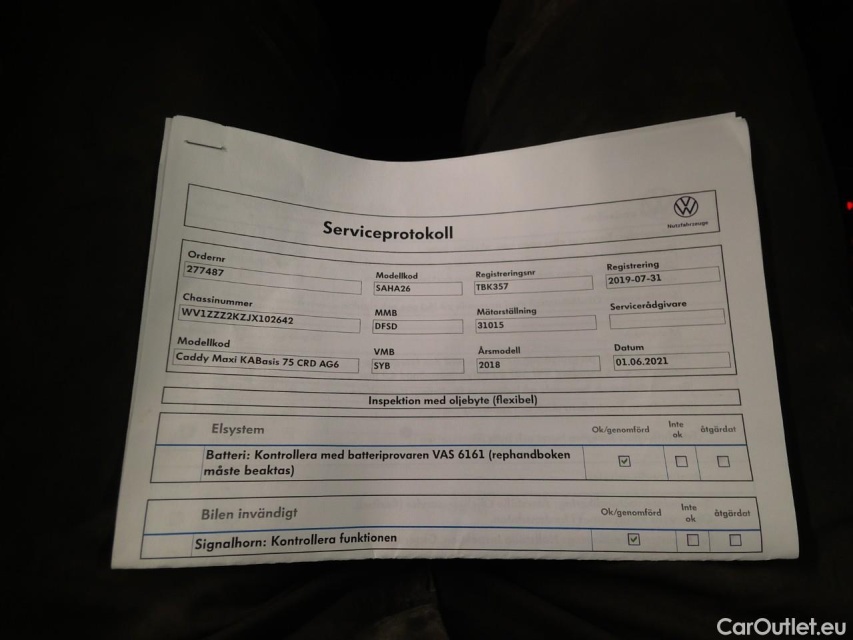 Serviceprotokoll
Nutzfahrzeuge
Ordernr
277487
Modellkod
SAHA26
Registreringsnr
TBK357
Registrering
2019-07-31
Chassinummer
WV1ZZZ2KZJX102642
MMB
DFSD
Mätarställning
31015
Servicerådgivare
Modellkod
Caddy Maxi KABasis 75 CRD AG6
VMB
SYB
Årsmodell
2018
Datum
01.06.2021
Inspektion med oljebyte (flexibel)
Elsystem
Ok/genomförd
Inte ok
åtgärdat
Batteri: Kontrollera med batteriprovaren VAS 6161 (rephandboken
måste beaktas)
Bilen invändigt
Ok/genomförd
Inte ok
åtgärdat
Signalhorn: Kontrollera funktionen
CarOutlet.eu